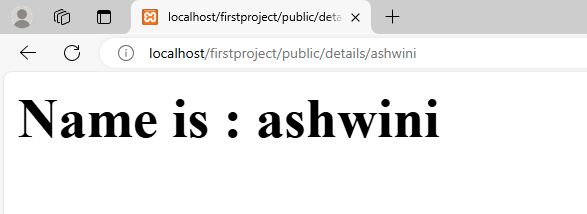 localhost/firstproject/public/deta
localhost/firstproject/public/details/ashwini
Name is : ashwini